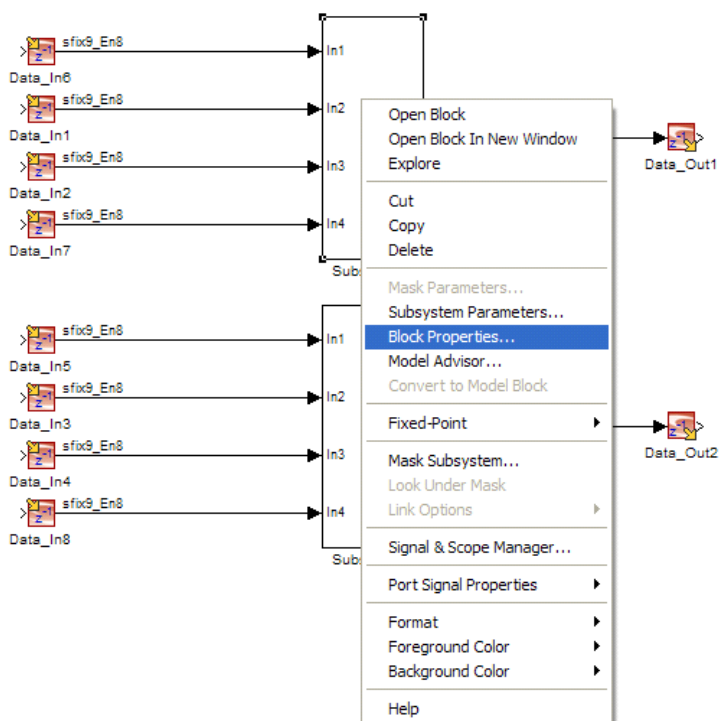 sfix9_En8
In1
Data_In6
sfix9_En8
In2
Data_In1
sfix9_En8
In3
Data_In2
sfix9_En8
In4
Data_In7
Subs
sfix9_En8
In1
Data_In5
sfix9_En8
In2
Data_In3
sfix9_En8
In3
Data_In4
sfix9_En8
In4
Data_In8
Subs
Open Block
Open Block In New Window
Explore
Cut
Copy
Delete
Mask Parameters...
Subsystem Parameters...
Block Properties...
Model Advisor...
Convert to Model Block
Fixed-Point
Mask Subsystem...
Look Under Mask
Link Options
Signal & Scope Manager...
Port Signal Properties
Format
Foreground Color
Background Color
Help
z-1
Data_Out1
z-1
Data_Out2